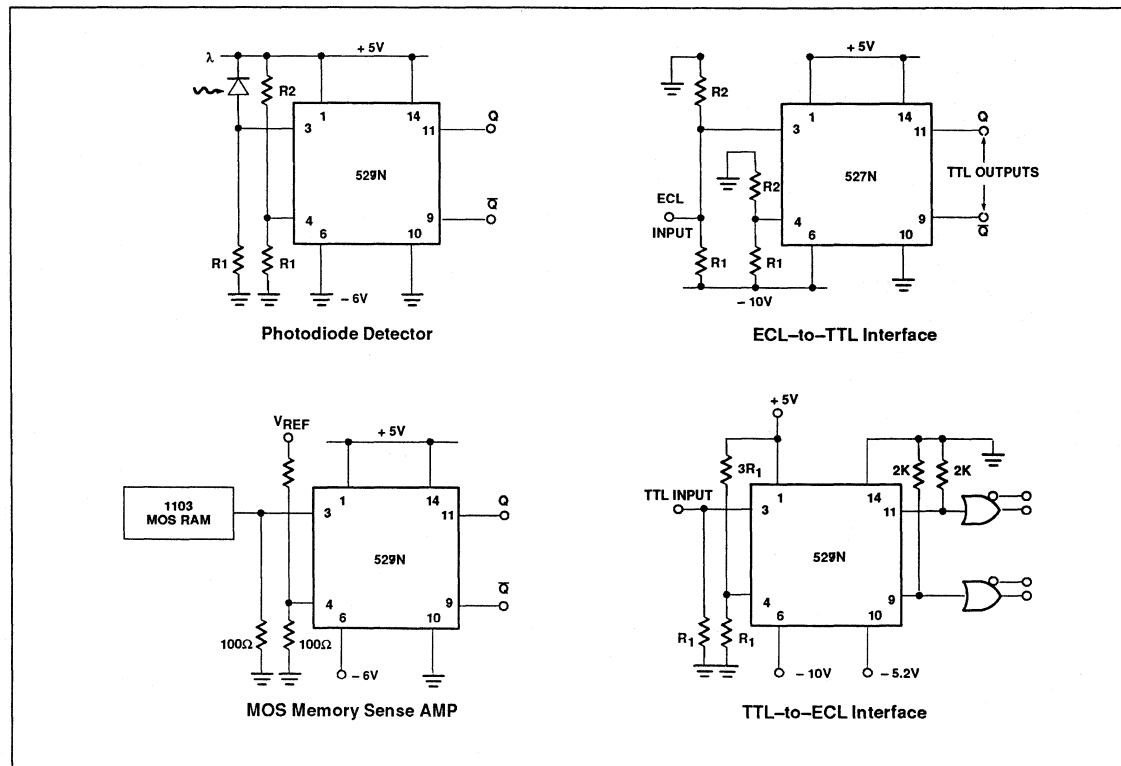 λ
+ 5V
R2
1
14
3
11
Q
529N
4
9
Q̅
6
10
R1
R1
– 6V
Photodiode Detector
+ 5V
R2
1
14
3
11
Q
527N
TTL OUTPUTS
R2
ECL
INPUT
4
9
Q̅
6
10
R1
R1
– 10V
ECL–to–TTL Interface
VREF
+ 5V
1103
MOS RAM
1
14
3
11
Q
529N
4
9
Q̅
6
10
100Ω
100Ω
– 6V
MOS Memory Sense AMP
+ 5V
3R1
2K
2K
TTL INPUT
1
14
3
11
529N
4
9
6
10
R1
R1
– 10V
– 5.2V
TTL–to–ECL Interface